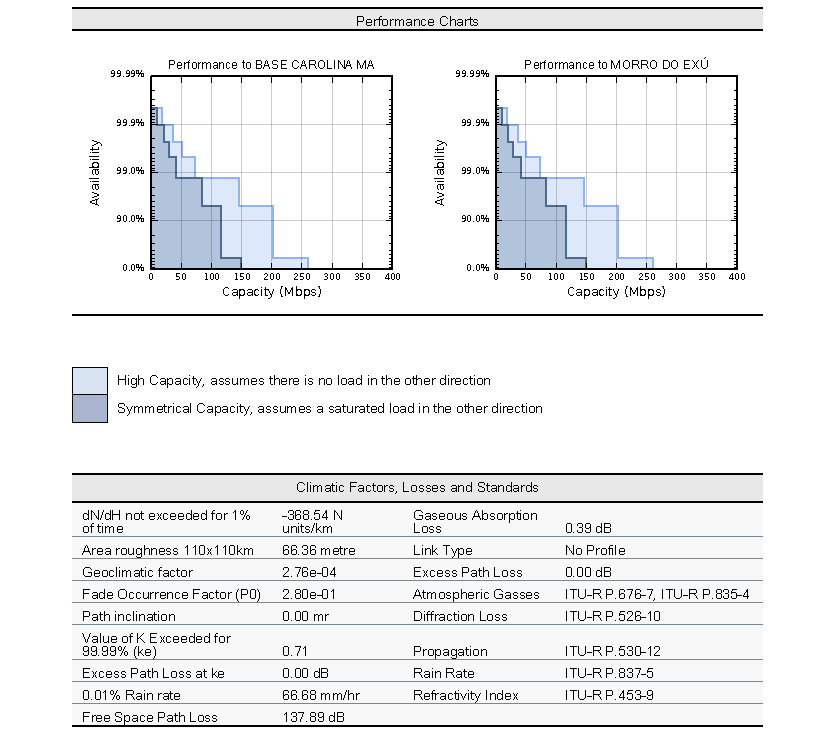 Performance Charts
Performance to BASE CAROLINA MA
99.99%
99.9%
99.0%
90.0%
0.0%
Availability
0 50 100 150 200 250 300 350 400
Capacity (Mbps)
Performance to MORRO DO EXÚ
99.99%
99.9%
99.0%
90.0%
0.0%
Availability
0 50 100 150 200 250 300 350 400
Capacity (Mbps)
High Capacity, assumes there is no load in the other direction
Symmetrical Capacity, assumes a saturated load in the other direction
Climatic Factors, Losses and Standards
dN/dH not exceeded for 1% -368.54 N Gaseous Absorption
of time units/km Loss 0.39 dB
Area roughness 110x110km 66.36 metre Link Type No Profile
Geoclimatic factor 2.76e-04 Excess Path Loss 0.00 dB
Fade Occurrence Factor (P0) 2.80e-01 Atmospheric Gasses ITU-R P.676-7, ITU-R P.835-4
Path inclination 0.00 mr Diffraction Loss ITU-R P.526-10
Value of K Exceeded for
99.99% (ke) 0.71 Propagation ITU-R P.530-12
Excess Path Loss at ke 0.00 dB Rain Rate ITU-R P.837-5
0.01% Rain rate 66.68 mm/hr Refractivity Index ITU-R P.453-9
Free Space Path Loss 137.89 dB